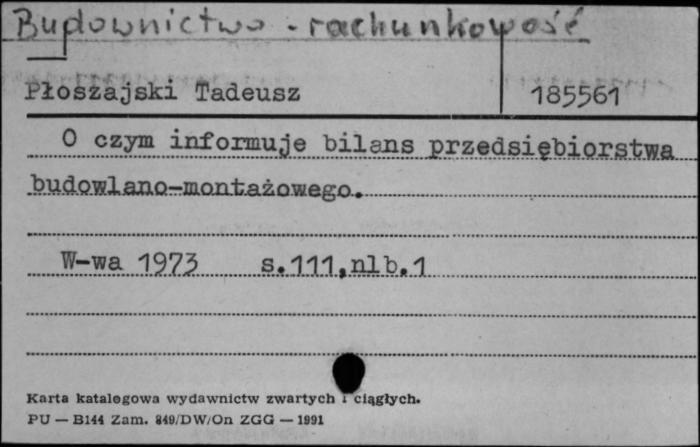 Budownictwo - rachunkowość
Płoszajski Tadeusz 185561
O czym informuje bilans przedsiębiorstwa
budowlano-montażowego.
W-wa 1973 s.111,nlb.1
Karta katalogowa wydawnictw zwartych i ciągłych.
PU — B144 Zam. 849/DW/On ZGG — 1991